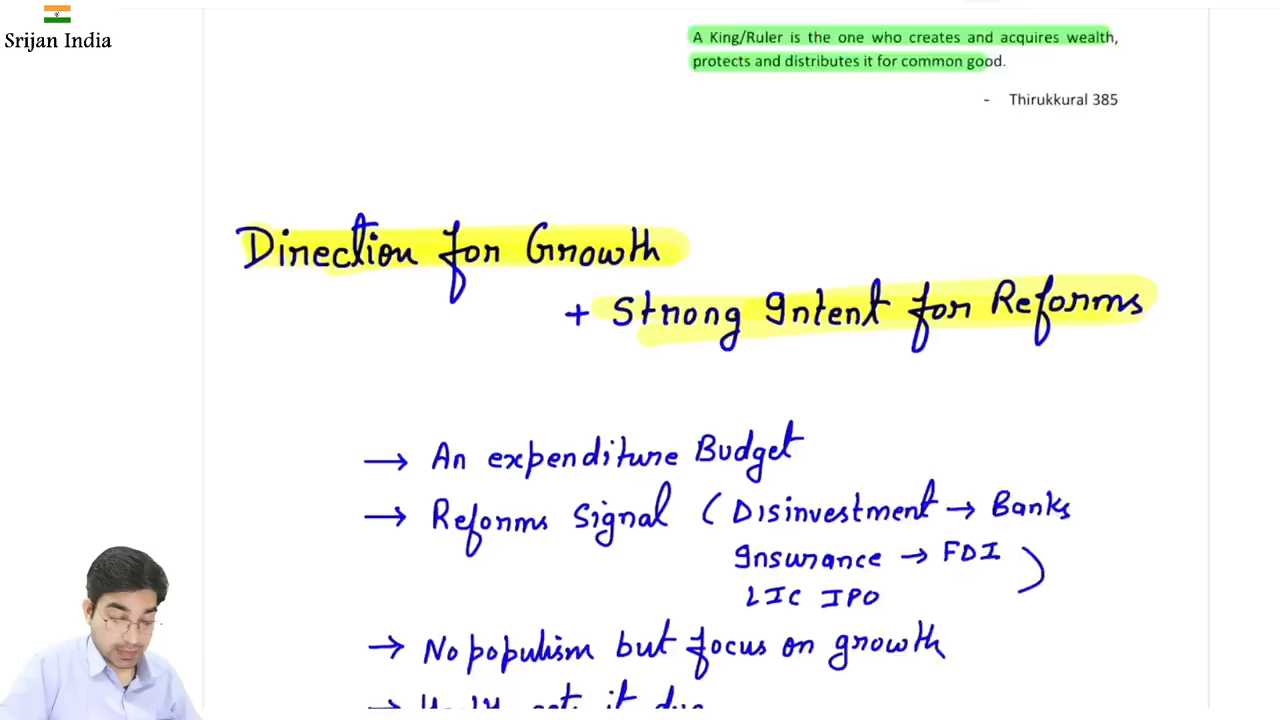 Srijan India
A King/Ruler is the one who creates and acquires wealth,
protects and distributes it for common good.
- Thirukkural 385
Direction for Growth
+ Strong Intent for Reforms
→ An expenditure Budget
→ Reforms Signal ( Disinvestment → Banks
Insurance → FDI )
LIC IPO
→ No populism but focus on growth
→ it